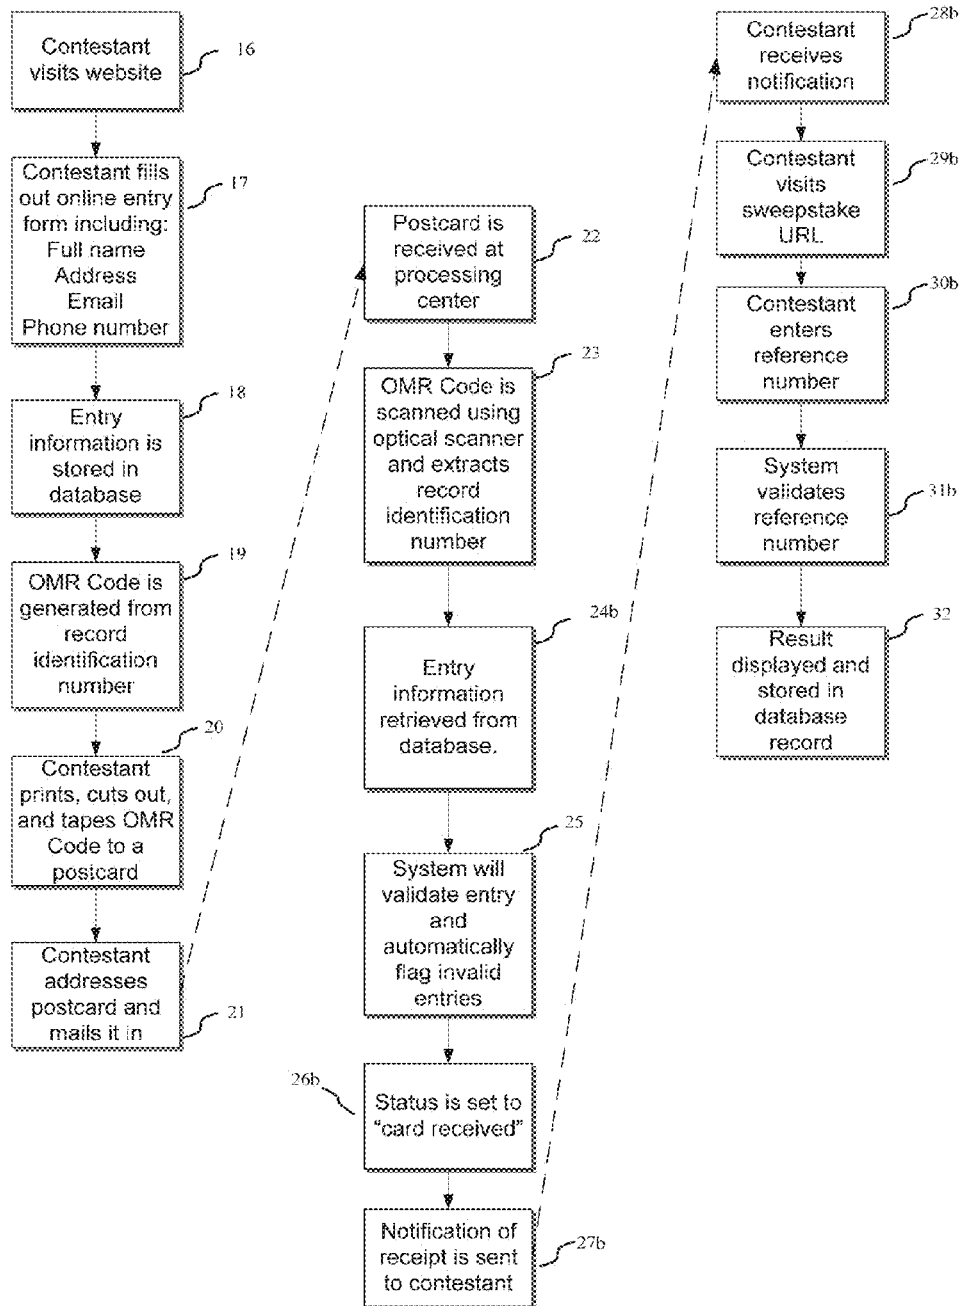 Contestant
visits website
16
Contestant fills
out online entry
form including:
Full name
Address
Email
Phone number
17
Entry
information is
stored in
database
18
OMR Code is
generated from
record
identification
number
19
Contestant
prints, cuts out,
and tapes OMR
Code to a
postcard
20
Contestant
addresses
postcard and
mails it in
21
Postcard is
received at
processing
center
22
OMR Code is
scanned using
optical scanner
and extracts
record
identification
number
23
Entry
information
retrieved from
database.
24b
System will
validate entry
and
automatically
flag invalid
entries
25
Status is set to
"card received"
26b
Notification of
receipt is sent
to contestant
27b
Contestant
receives
notification
28b
Contestant
visits
sweepstake
URL
29b
Contestant
enters
reference
number
30b
System
validates
reference
number
31b
Result
displayed and
stored in
database
record
32